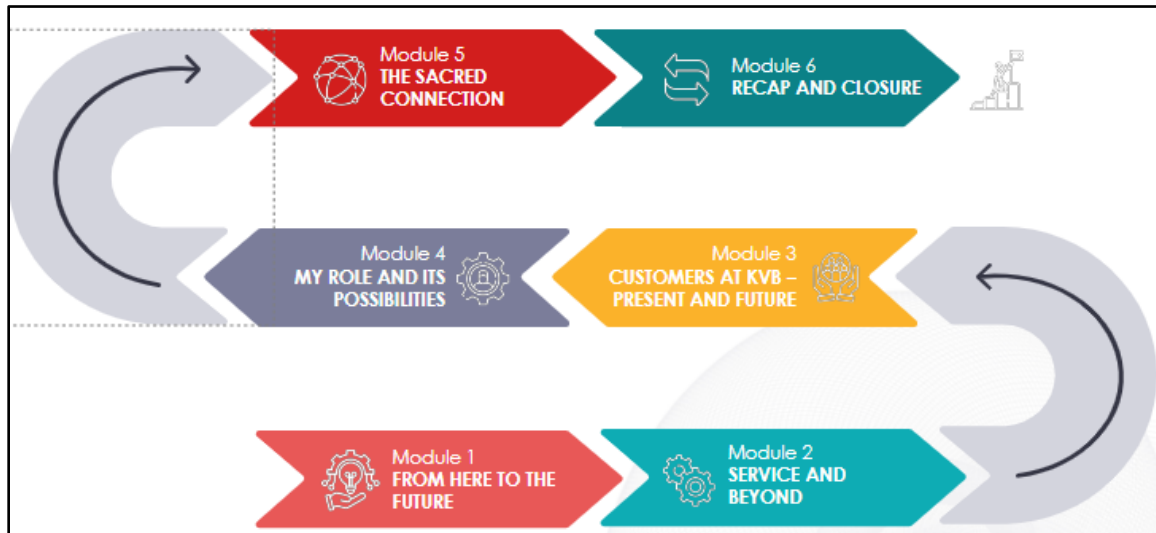 Module 5
THE SACRED
CONNECTION
Module 6
RECAP AND CLOSURE
Module 4
MY ROLE AND ITS
POSSIBILITIES
Module 3
CUSTOMERS AT KVB –
PRESENT AND FUTURE
Module 1
FROM HERE TO THE
FUTURE
Module 2
SERVICE AND
BEYOND